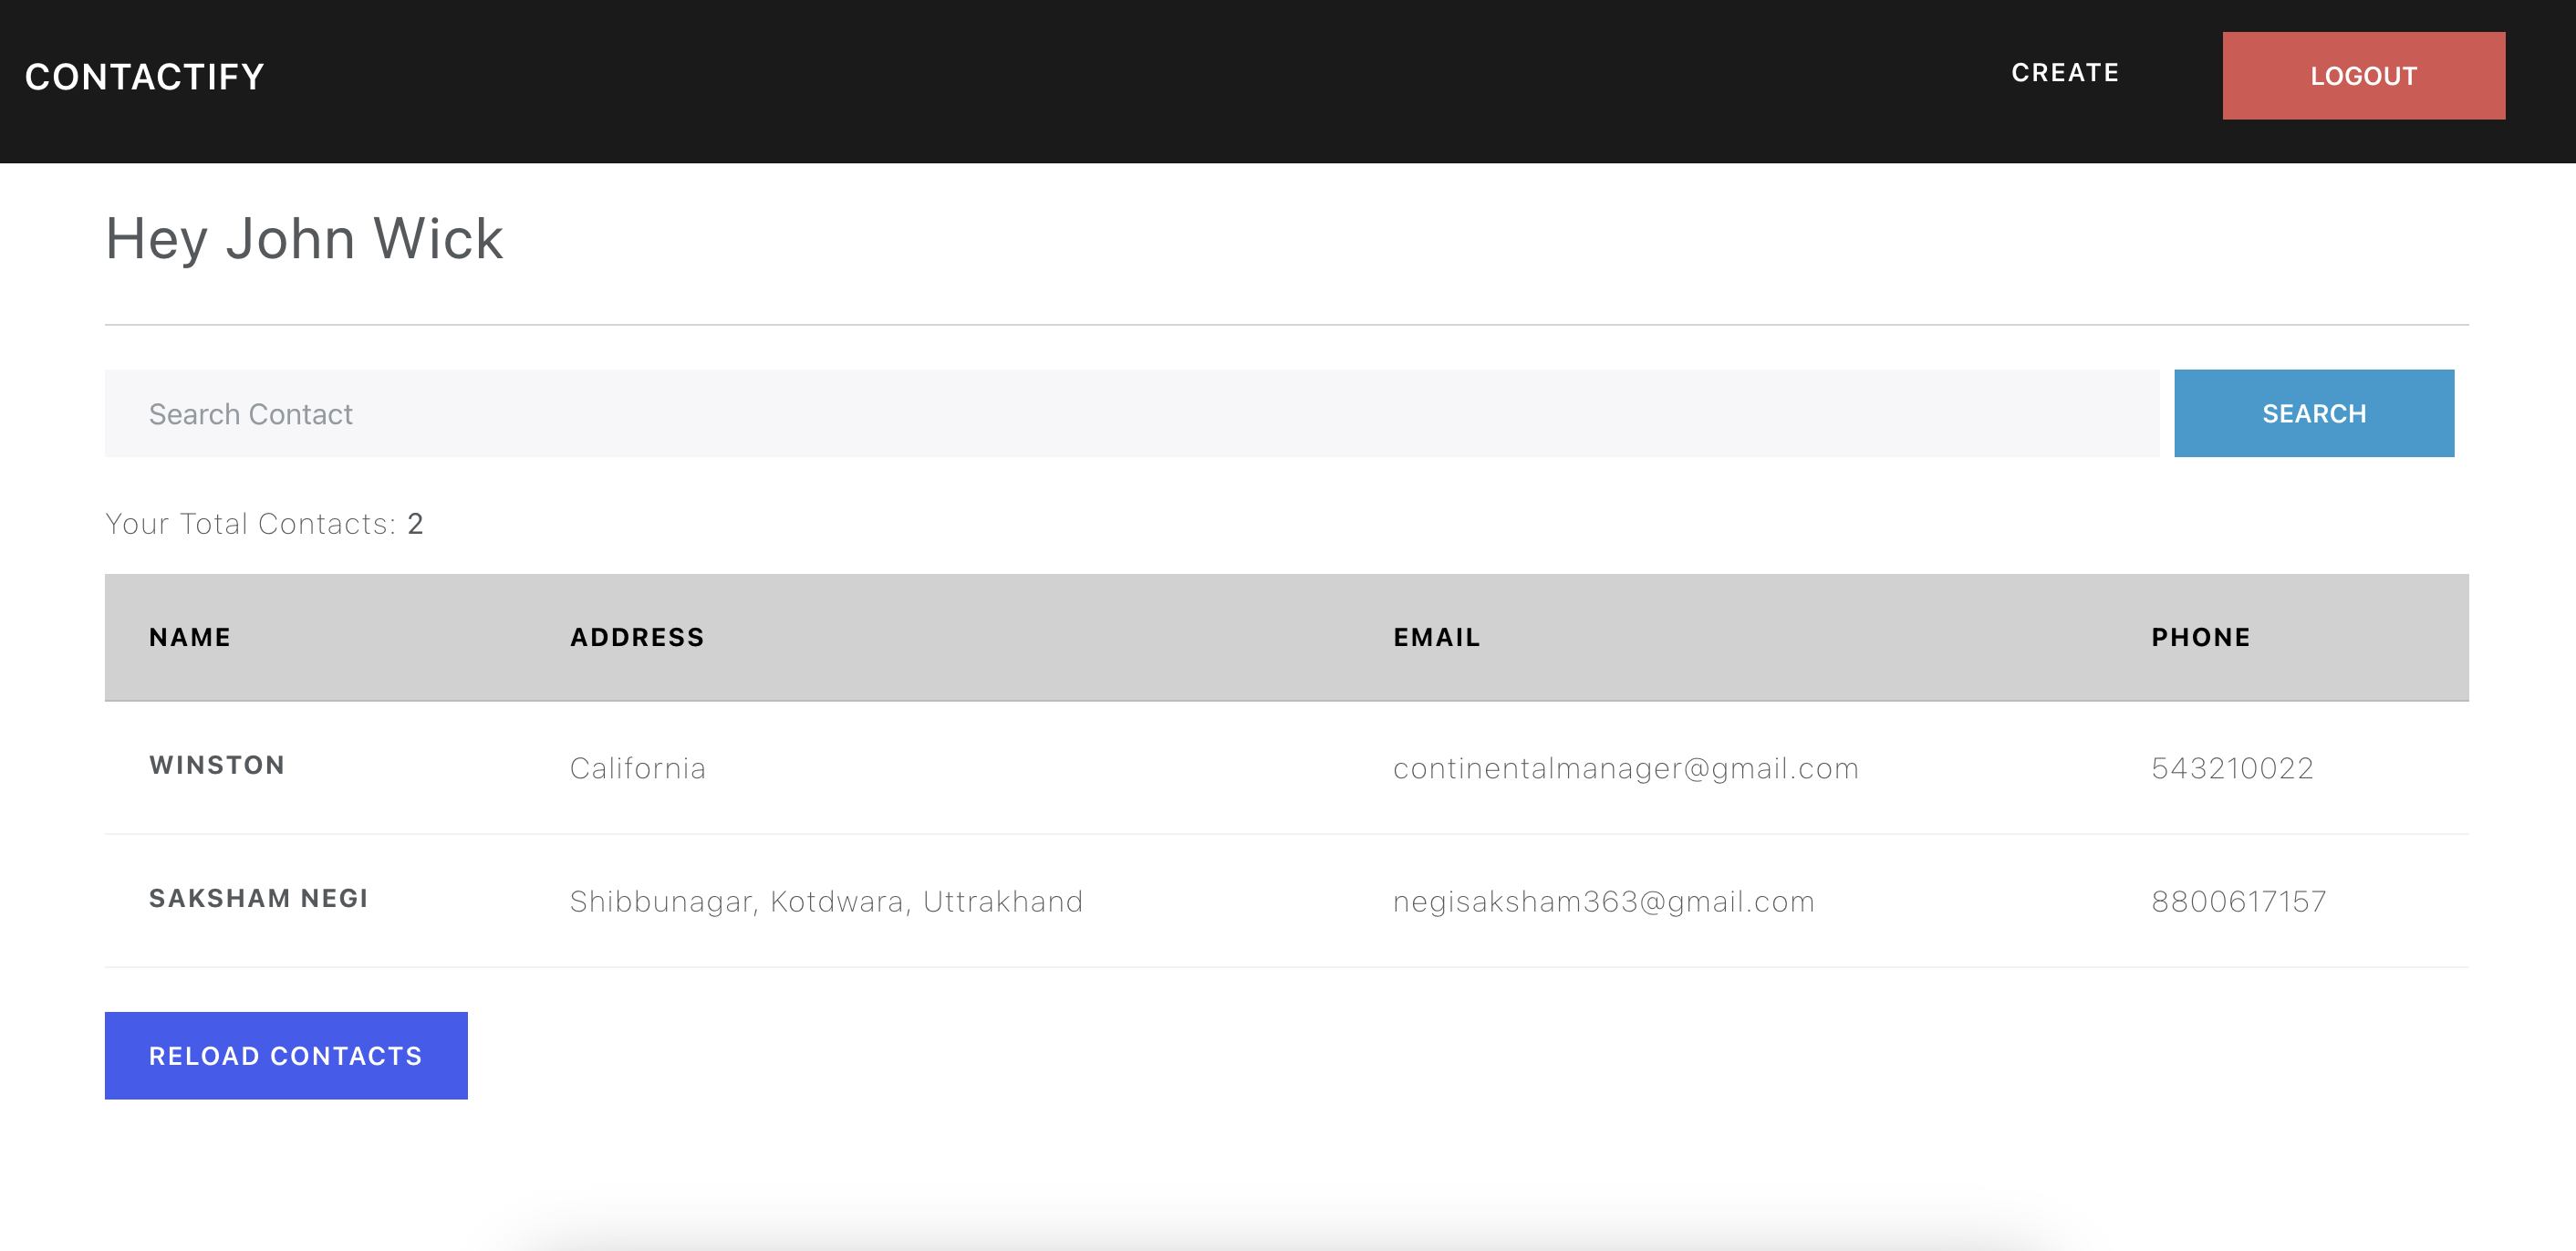 CONTACTIFY CREATE LOGOUT
Hey John Wick
Search Contact SEARCH
Your Total Contacts: 2
NAME ADDRESS EMAIL PHONE
WINSTON California continentalmanager@gmail.com 543210022
SAKSHAM NEGI Shibbunagar, Kotdwara, Uttrakhand negisaksham363@gmail.com 8800617157
RELOAD CONTACTS